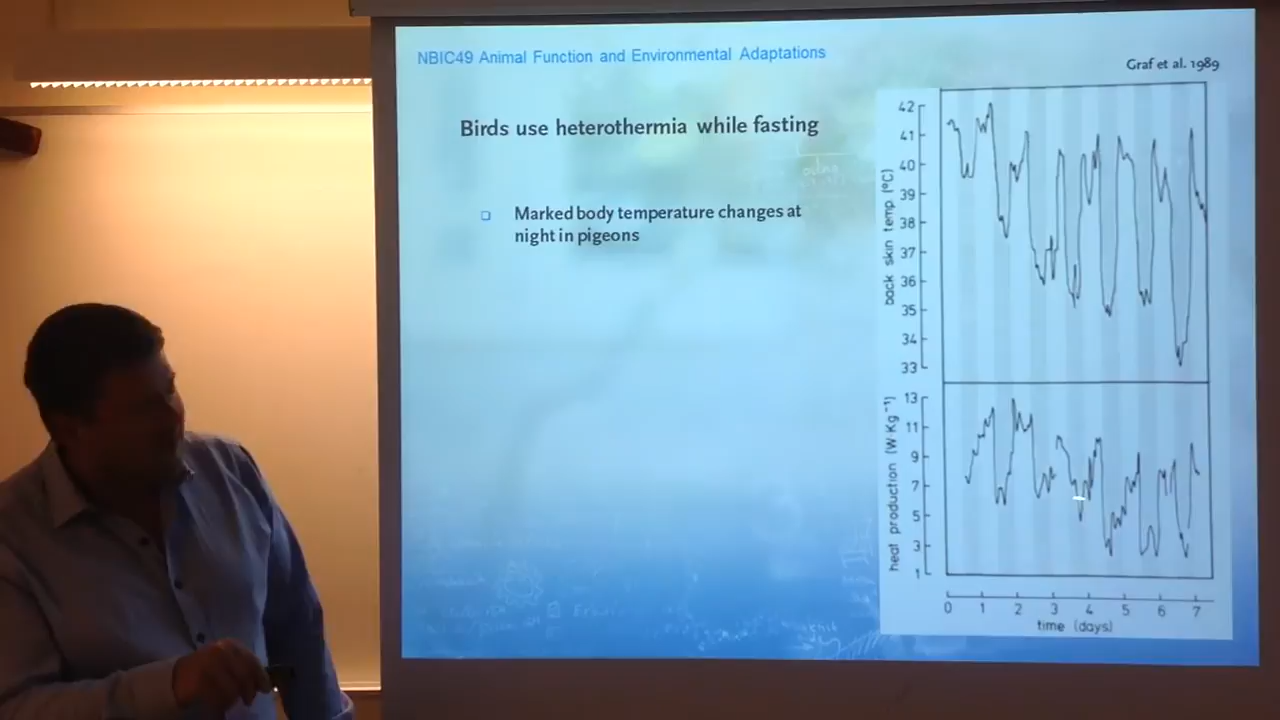 NBIC49 Animal Function and Environmental Adaptations
Graf et al. 1989
Birds use heterothermia while fasting
Marked body temperature changes at
night in pigeons
back skin temp (°C)
42
41
40
39
38
37
36
35
34
33
heat production (W Kg⁻¹)
13
11
9
7
5
3
1
0 1 2 3 4 5 6 7
time (days)